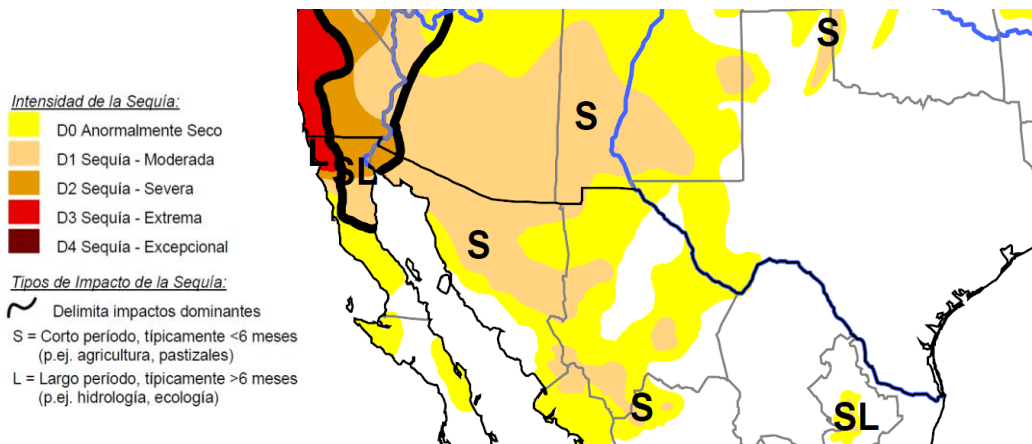 Intensidad de la Sequía:
D0 Anormalmente Seco
D1 Sequía - Moderada
D2 Sequía - Severa
D3 Sequía - Extrema
D4 Sequía - Excepcional
Tipos de Impacto de la Sequía:
Delimita impactos dominantes
S = Corto período, típicamente <6 meses
(p.ej. agricultura, pastizales)
L = Largo período, típicamente >6 meses
(p.ej. hidrología, ecología)
S
S
L
SL
S
S
SL